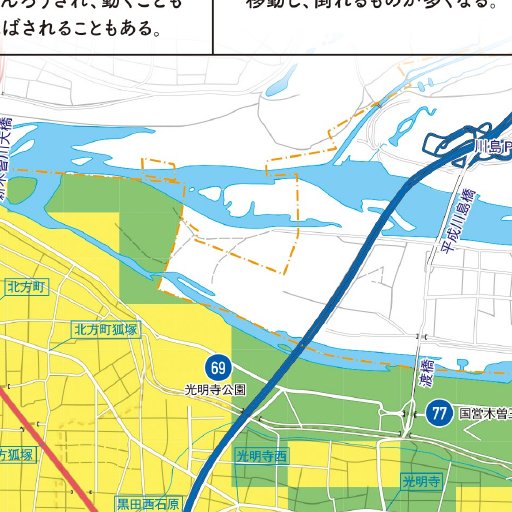 んろうされ、動くことも
ばされることもある。
移動し、倒れるものが多くなる。
新木曽川大橋
川島P
平成川島橋
北方町
北方町狐塚
渡橋
69
光明寺公園
77
国営木曽三
方狐塚
光明寺西
光明寺
黒田西石原